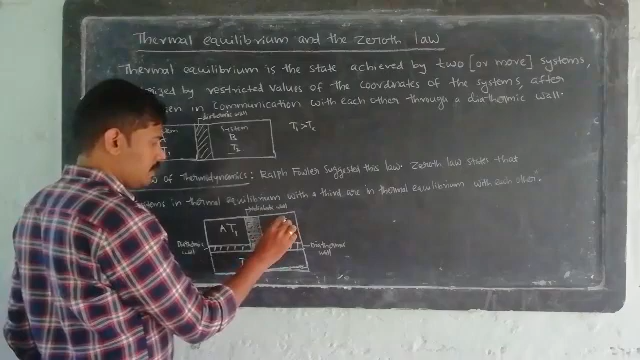 Thermal equilibrium and the zeroth law
Thermal equilibrium is the state achieved by two [or more] systems,
rized by restricted values of the coordinates of the systems, after
in communication with each other through a diathermic wall.
diathermic wall
System
B
T2
T1
of Thermodynamics: Ralph Fowler suggested this law. Zeroth law states that
systems in thermal equilibrium with a third are in thermal equilibrium with each other.
wall
A T1
Diathermic
wall
Diathermic
wall
T